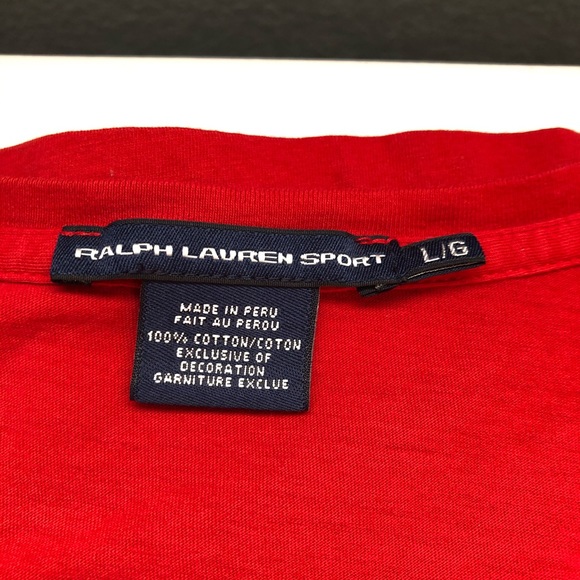 RALPH LAUREN SPORT
L/G
MADE IN PERU
FAIT AU PEROU
100% COTTON/COTON
EXCLUSIVE OF
DECORATION
GARNITURE EXCLUE